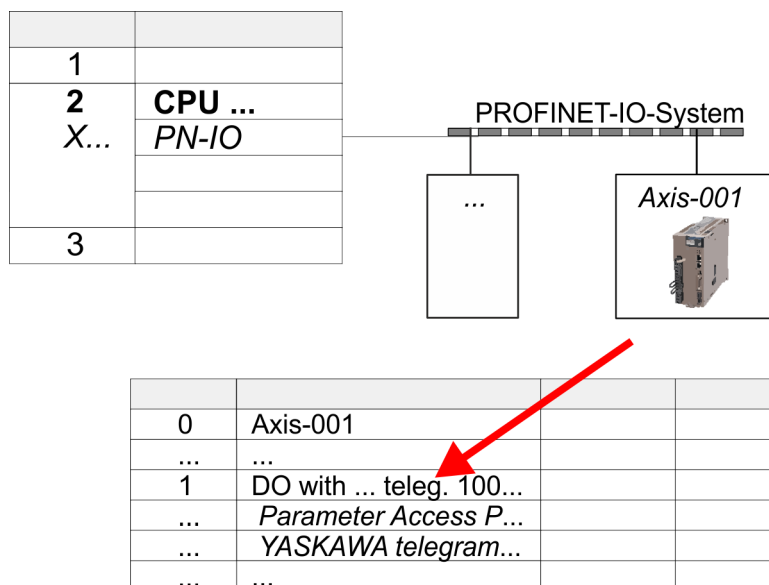 1
2 CPU ...
X... PN-IO
3
PROFINET-IO-System
...
Axis-001
0 Axis-001
... ...
1 DO with ... teleg. 100...
... Parameter Access P...
... YASKAWA telegram...
... ...